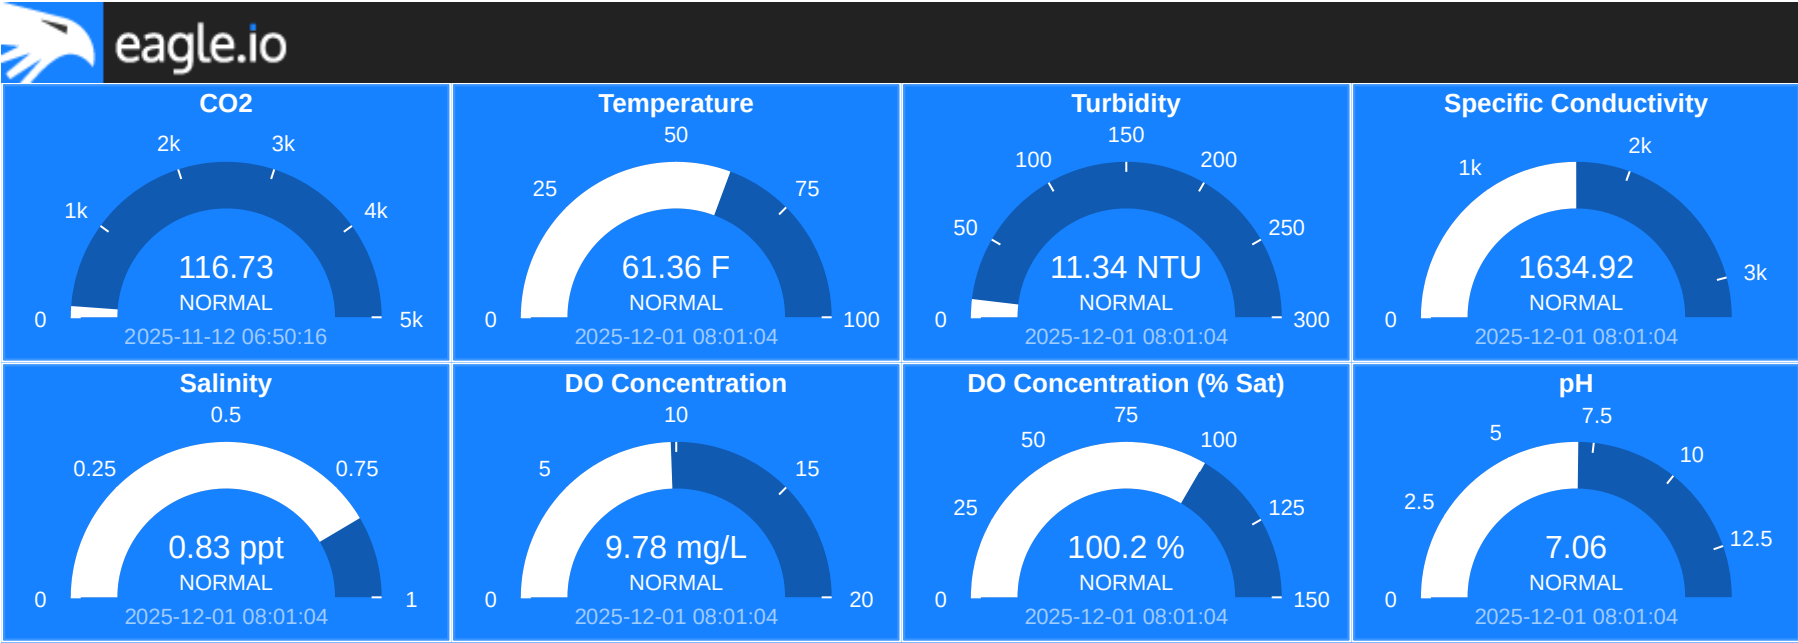 eagle.io
CO2
2k
3k
1k
4k
116.73
NORMAL
0
5k
2025-11-12 06:50:16
Temperature
50
25
75
61.36 F
NORMAL
0
100
2025-12-01 08:01:04
Turbidity
150
100
200
50
250
11.34 NTU
NORMAL
0
300
2025-12-01 08:01:04
Specific Conductivity
2k
1k
3k
1634.92
NORMAL
0
2025-12-01 08:01:04
Salinity
0.5
0.25
0.75
0.83 ppt
NORMAL
0
1
2025-12-01 08:01:04
DO Concentration
10
5
15
9.78 mg/L
NORMAL
0
20
2025-12-01 08:01:04
DO Concentration (% Sat)
75
50
100
25
125
100.2 %
NORMAL
0
150
2025-12-01 08:01:04
pH
7.5
5
10
2.5
12.5
7.06
NORMAL
0
2025-12-01 08:01:04